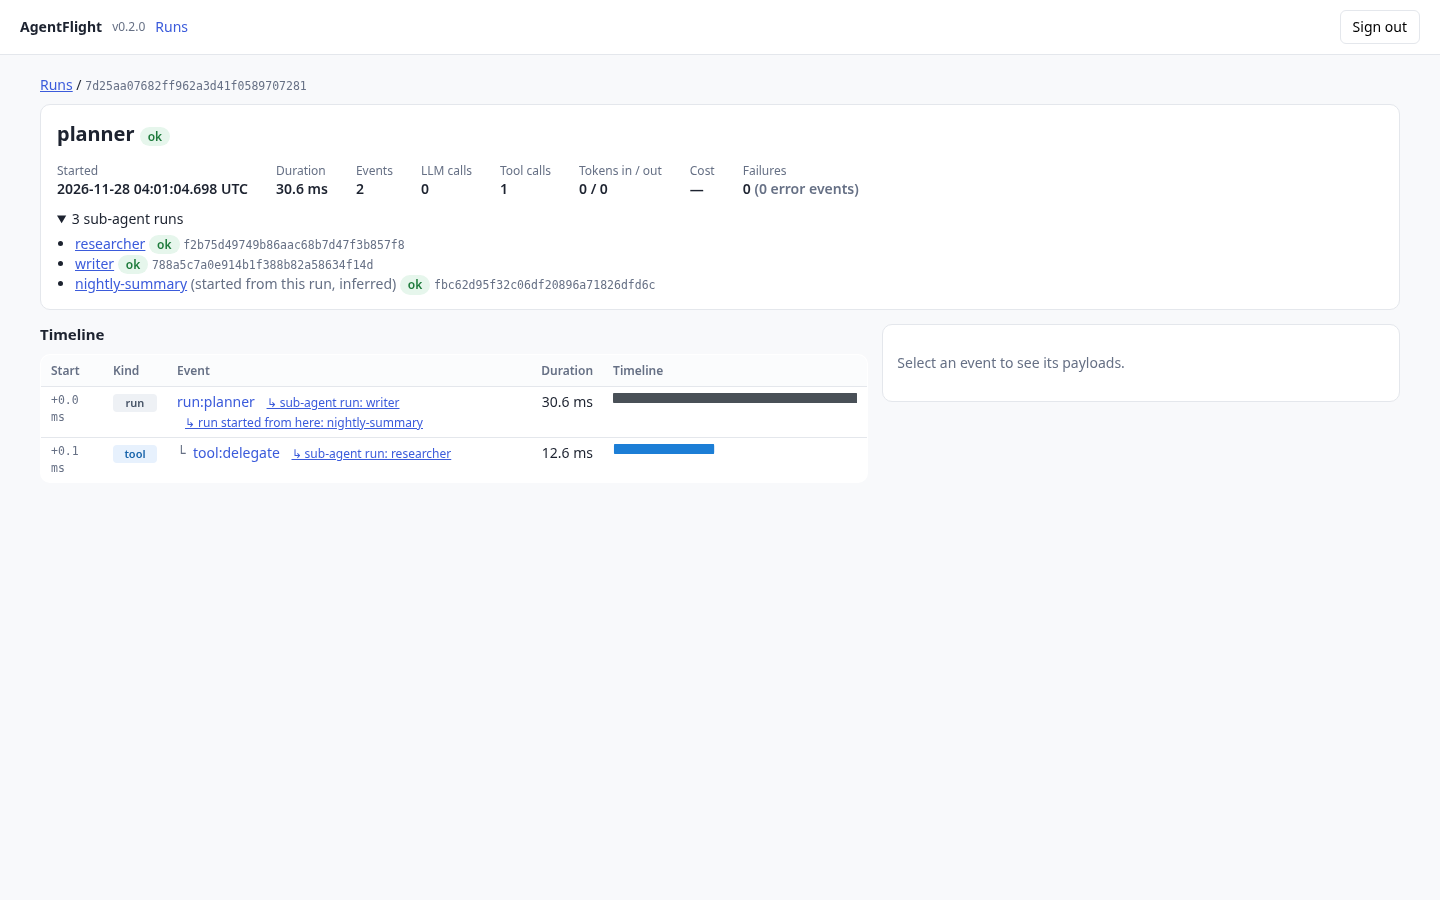 AgentFlight v0.2.0 Runs Sign out
Runs / 7d25aa07682ff962a3d41f0589707281
planner ok
Started Duration Events LLM calls Tool calls Tokens in / out Cost Failures
2026-11-28 04:01:04.698 UTC 30.6 ms 2 0 1 0 / 0 — 0 (0 error events)
▼ 3 sub-agent runs
• researcher ok f2b75d49749b86aac68b7d47f3b857f8
• writer ok 788a5c7a0e914b1f388b82a58634f14d
• nightly-summary (started from this run, inferred) ok fbc62d95f32c06df20896a71826dfd6c
Timeline
Start Kind Event Duration Timeline
+0.0 ms run run:planner ↳ sub-agent run: writer 30.6 ms
↳ run started from here: nightly-summary
+0.1 ms tool └ tool:delegate ↳ sub-agent run: researcher 12.6 ms
Select an event to see its payloads.